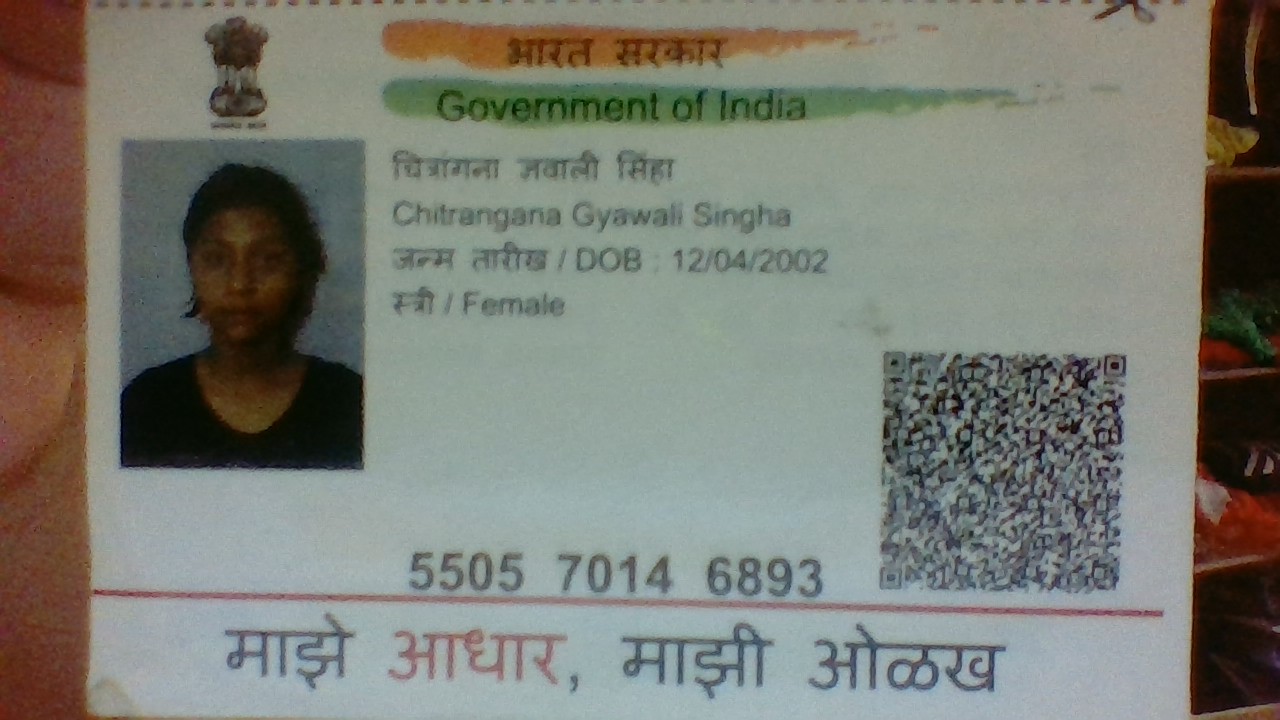 भारत सरकार
Government of India
चित्रांगना ज्ञवाली सिंहा
Chitrangana Gyawali Singha
जन्म तारीख / DOB : 12/04/2002
स्त्री / Female
5505 7014 6893
माझे आधार, माझी ओळख